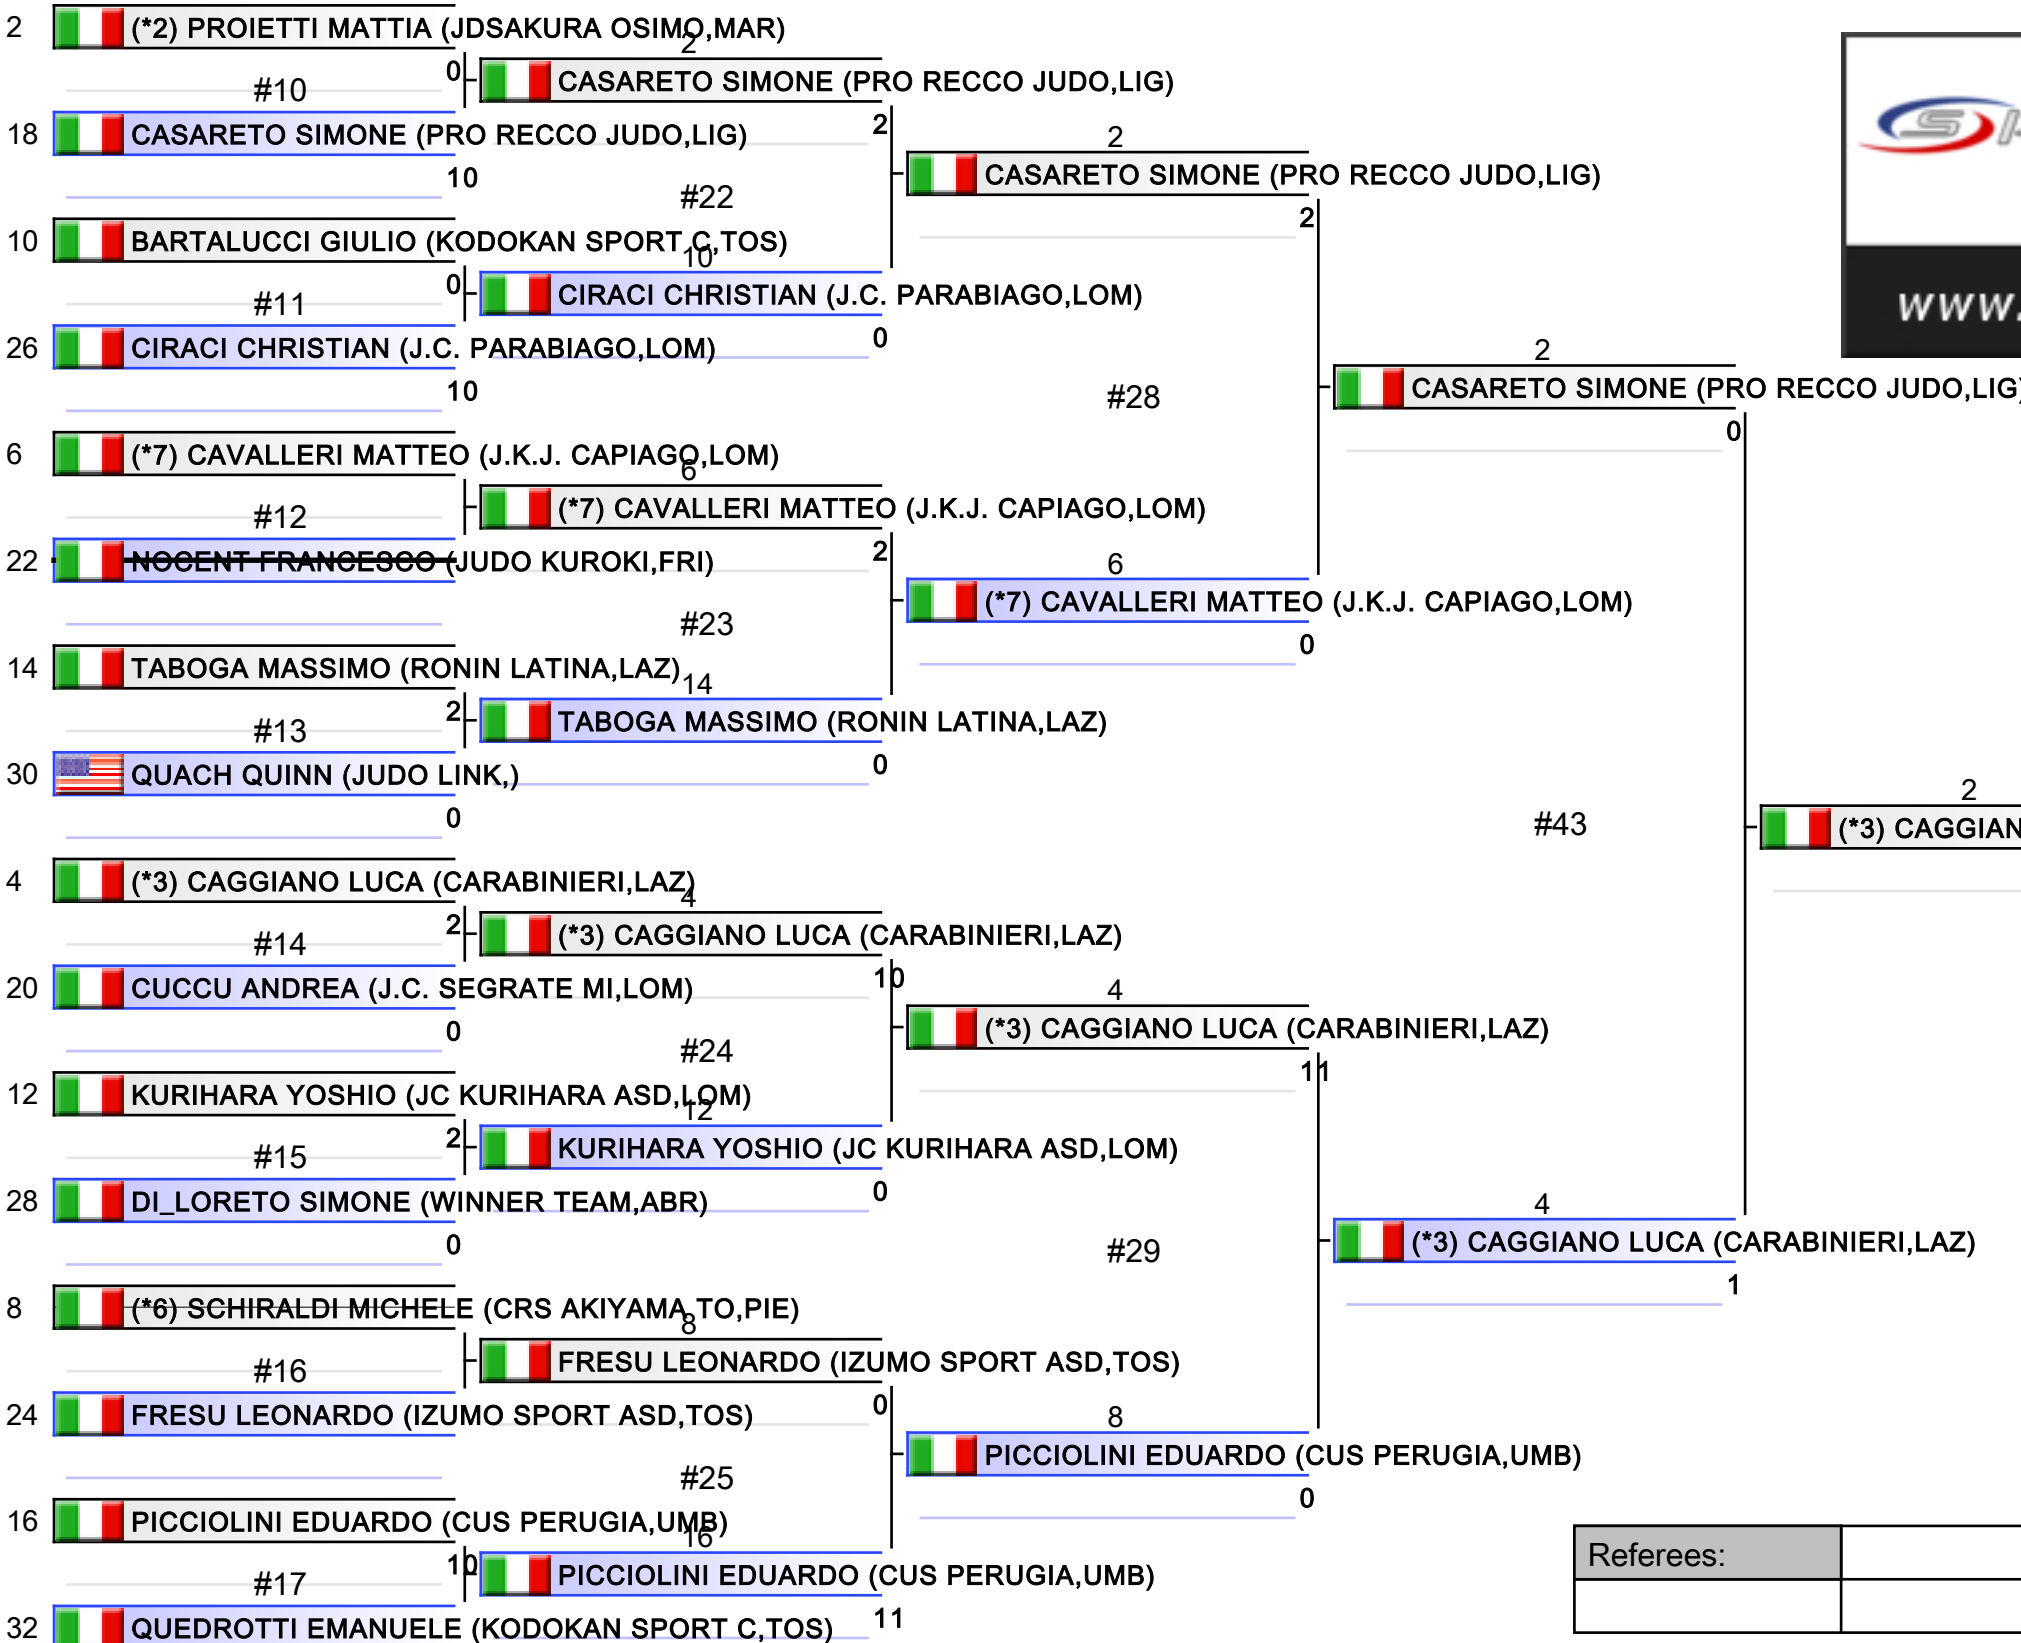 2 (*2) PROIETTI MATTIA (JDSAKURA OSIMO,MAR)
2
0 CASARETO SIMONE (PRO RECCO JUDO,LIG)
#10
18 CASARETO SIMONE (PRO RECCO JUDO,LIG)
2
2
10
CASARETO SIMONE (PRO RECCO JUDO,LIG)
#22
2
10 BARTALUCCI GIULIO (KODOKAN SPORT C,TOS)
10
0 CIRACI CHRISTIAN (J.C. PARABIAGO,LOM)
#11
0
26 CIRACI CHRISTIAN (J.C. PARABIAGO,LOM)
2
10
#28
CASARETO SIMONE (PRO RECCO JUDO,LIG)
0
6 (*7) CAVALLERI MATTEO (J.K.J. CAPIAGO,LOM)
6
(*7) CAVALLERI MATTEO (J.K.J. CAPIAGO,LOM)
#12
2
22 NOCENT FRANCESCO (JUDO KUROKI,FRI)
6
(*7) CAVALLERI MATTEO (J.K.J. CAPIAGO,LOM)
#23
0
14 TABOGA MASSIMO (RONIN LATINA,LAZ)
14
2 TABOGA MASSIMO (RONIN LATINA,LAZ)
#13
0
30 QUACH QUINN (JUDO LINK,)
2
0
#43
(*3) CAGGIAN
4 (*3) CAGGIANO LUCA (CARABINIERI,LAZ)
4
2 (*3) CAGGIANO LUCA (CARABINIERI,LAZ)
#14
10
20 CUCCU ANDREA (J.C. SEGRATE MI,LOM)
4
0
(*3) CAGGIANO LUCA (CARABINIERI,LAZ)
#24
11
12 KURIHARA YOSHIO (JC KURIHARA ASD,LOM)
12
2 KURIHARA YOSHIO (JC KURIHARA ASD,LOM)
#15
0
28 DI_LORETO SIMONE (WINNER TEAM,ABR)
4
0
#29
(*3) CAGGIANO LUCA (CARABINIERI,LAZ)
1
8 (*6) SCHIRALDI MICHELE (CRS AKIYAMA TO,PIE)
8
FRESU LEONARDO (IZUMO SPORT ASD,TOS)
#16
0
24 FRESU LEONARDO (IZUMO SPORT ASD,TOS)
8
PICCIOLINI EDUARDO (CUS PERUGIA,UMB)
#25
0
16 PICCIOLINI EDUARDO (CUS PERUGIA,UMB)
16
10 PICCIOLINI EDUARDO (CUS PERUGIA,UMB)
#17
11
32 QUEDROTTI EMANUELE (KODOKAN SPORT C,TOS)
www.
Referees: